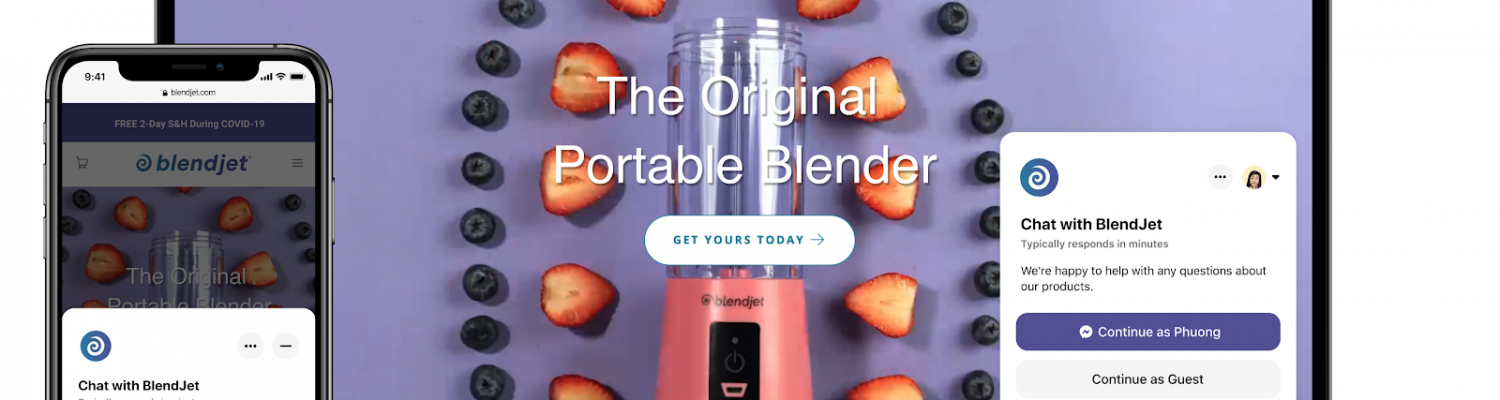 9:41
blendjet.com
FREE 2-Day S&H During COVID-19
blendjet
The Original
Portable Blender
Chat with BlendJet
The Original
Portable Blender
GET YOURS TODAY →
blendjet
Chat with BlendJet
Typically responds in minutes
We're happy to help with any questions about
our products.
Continue as Phuong
Continue as Guest